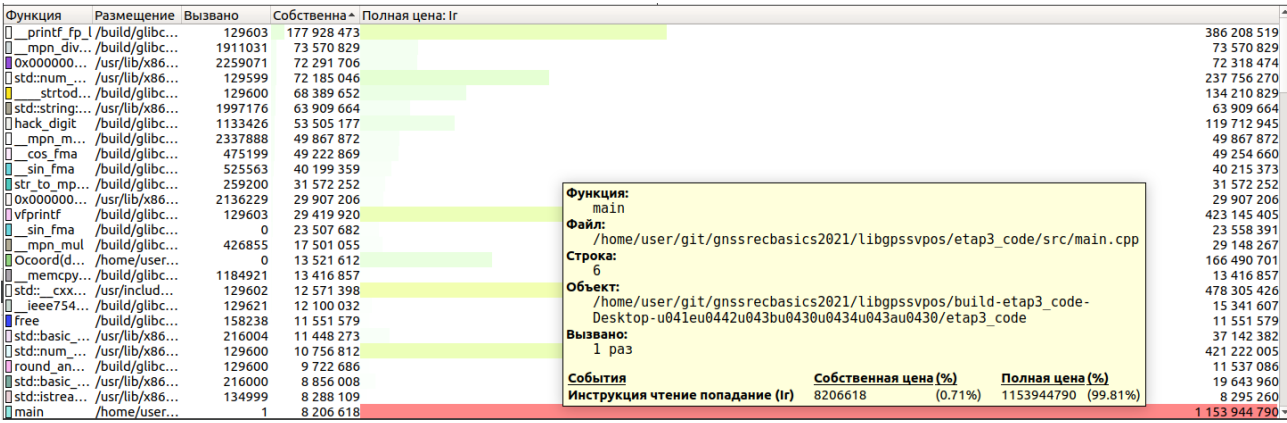 Функция Размещение Вызвано Собственна Полная цена: Ir
__printf_fp_l /build/glibc... 129603 177 928 473 386 208 519
__mpn_div... /build/glibc... 1911031 73 570 829 73 570 829
0x000000... /usr/lib/x86... 2259071 72 291 706 72 318 474
std::num_... /usr/lib/x86... 129599 72 185 046 237 756 270
____strtod... /build/glibc... 129600 68 389 652 134 210 829
std::string:... /usr/lib/x86... 1997176 63 909 664 63 909 664
hack_digit /build/glibc... 1133426 53 505 177 119 712 945
__mpn_m... /build/glibc... 2337888 49 867 872 49 867 872
__cos_fma /build/glibc... 475199 49 222 869 49 254 660
__sin_fma /build/glibc... 525563 40 199 359 40 215 373
str_to_mp... /build/glibc... 259200 31 572 252 31 572 252
0x000000... /usr/lib/x86... 2136229 29 907 206 29 907 206
vfprintf /build/glibc... 129603 29 419 920 423 145 405
__sin_fma /build/glibc... 0 23 507 682 23 558 391
__mpn_mul /build/glibc... 426855 17 501 055 29 148 267
Ocoord(d... /home/user... 0 13 521 612 166 490 701
__memcpy... /build/glibc... 1184921 13 416 857 13 416 857
std::__cxx... /usr/includ... 129602 12 571 398 478 305 426
__ieee754... /build/glibc... 129621 12 100 032 15 341 607
free /build/glibc... 158238 11 551 579 11 551 579
std::basic_... /usr/lib/x86... 216004 11 448 273 37 142 382
std::num_... /usr/lib/x86... 129600 10 756 812 421 222 005
round_an... /build/glibc... 129600 9 722 686 11 537 086
std::basic_... /usr/lib/x86... 216000 8 856 008 19 643 960
std::istrea... /usr/lib/x86... 134999 8 288 109 8 295 260
main /home/user... 1 8 206 618 1 153 944 790
Функция:
main
Файл:
/home/user/git/gnssrecbasics2021/libgpssvpos/etap3_code/src/main.cpp
Строка:
6
Объект:
/home/user/git/gnssrecbasics2021/libgpssvpos/build-etap3_code-
Desktop-u041eu0442u043bu0430u0434u043au0430/etap3_code
Вызвано:
1 раз
События Собственная цена (%) Полная цена (%)
Инструкция чтение попадание (Ir) 8206618 (0.71%) 1153944790 (99.81%)